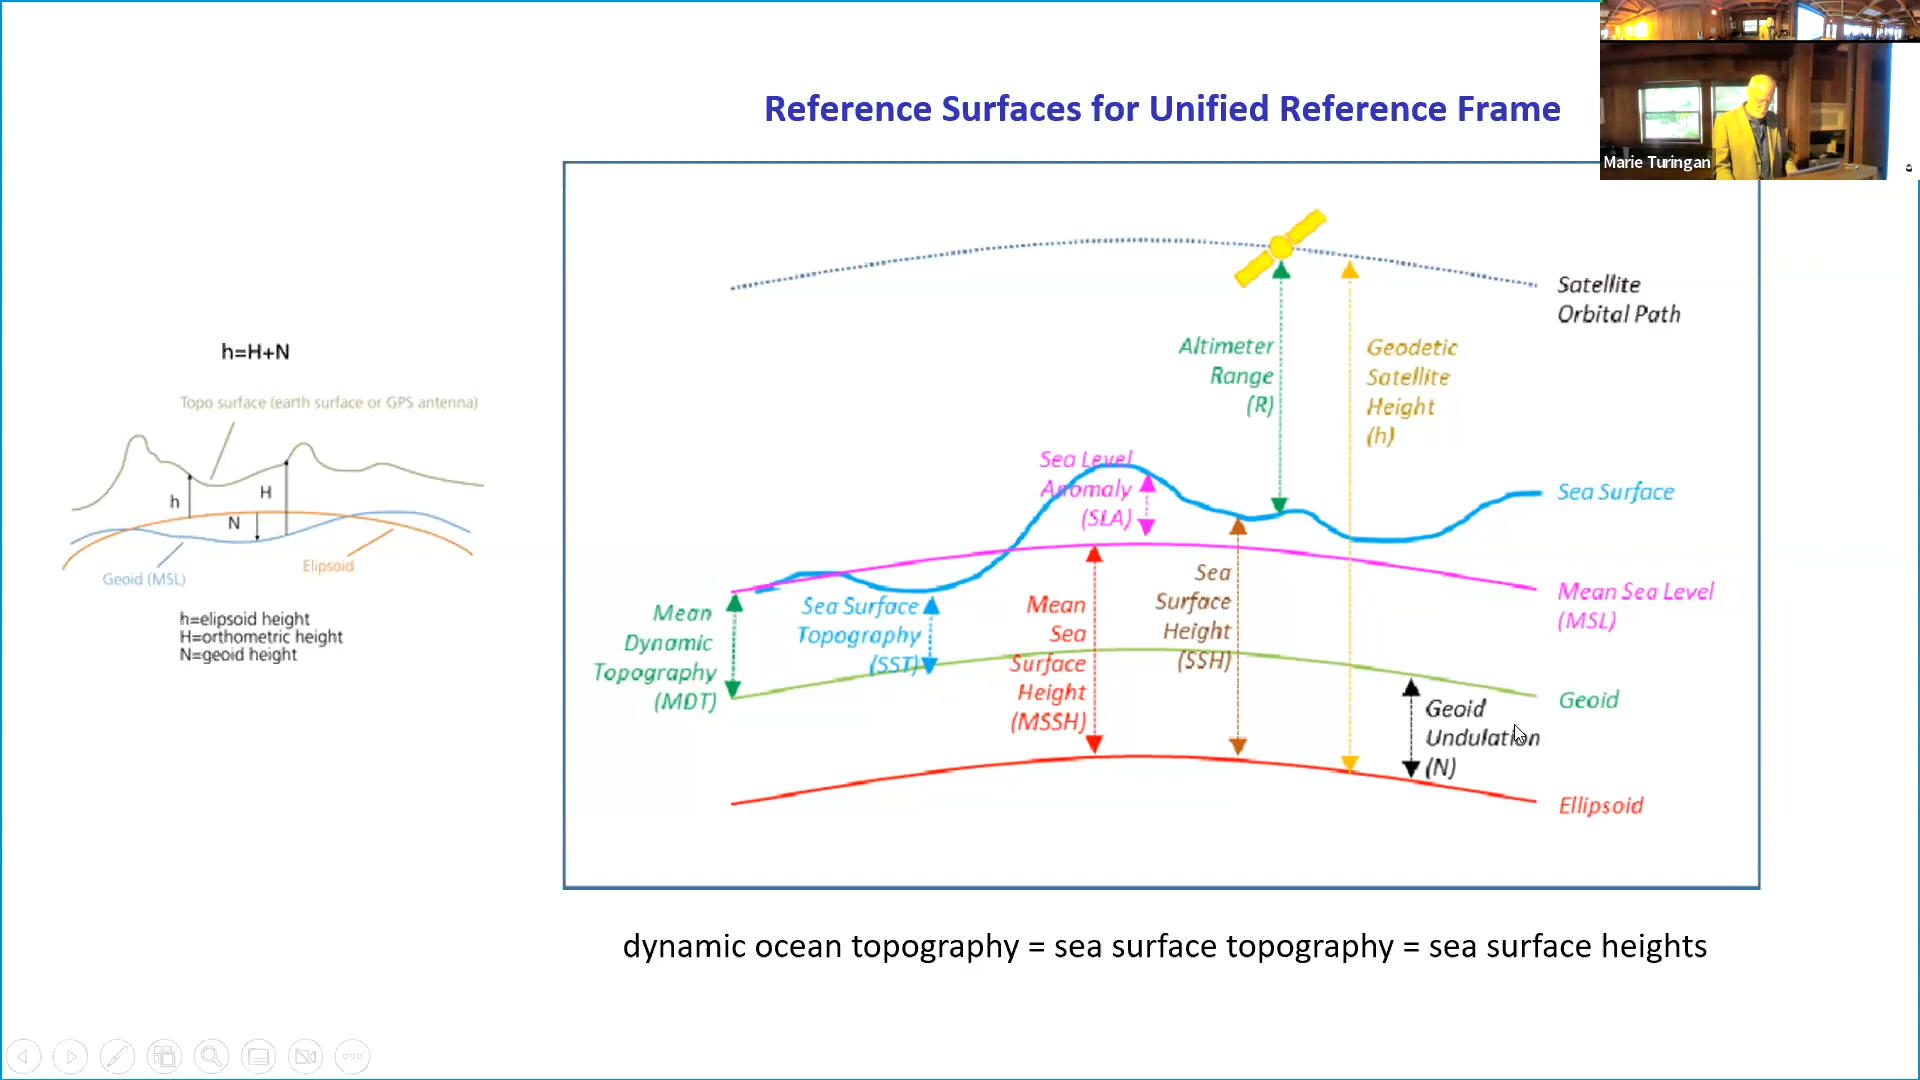 Reference Surfaces for Unified Reference Frame
Marie Turingan
h=H+N
Topo surface (earth surface or GPS antenna)
h
H
N
Geoid (MSL)
Elipsoid
h=elipsoid height
H=orthometric height
N=geoid height
Satellite
Orbital Path
Altimeter
Range
(R)
Geodetic
Satellite
Height
(h)
Sea Level
Anomaly
(SLA)
Sea Surface
Mean
Dynamic
Topography
(MDT)
Sea Surface
Topography
(SST)
Mean
Sea
Surface
Height
(MSSH)
Sea
Surface
Height
(SSH)
Mean Sea Level
(MSL)
Geoid
Geoid
Undulation
(N)
Ellipsoid
dynamic ocean topography = sea surface topography = sea surface heights